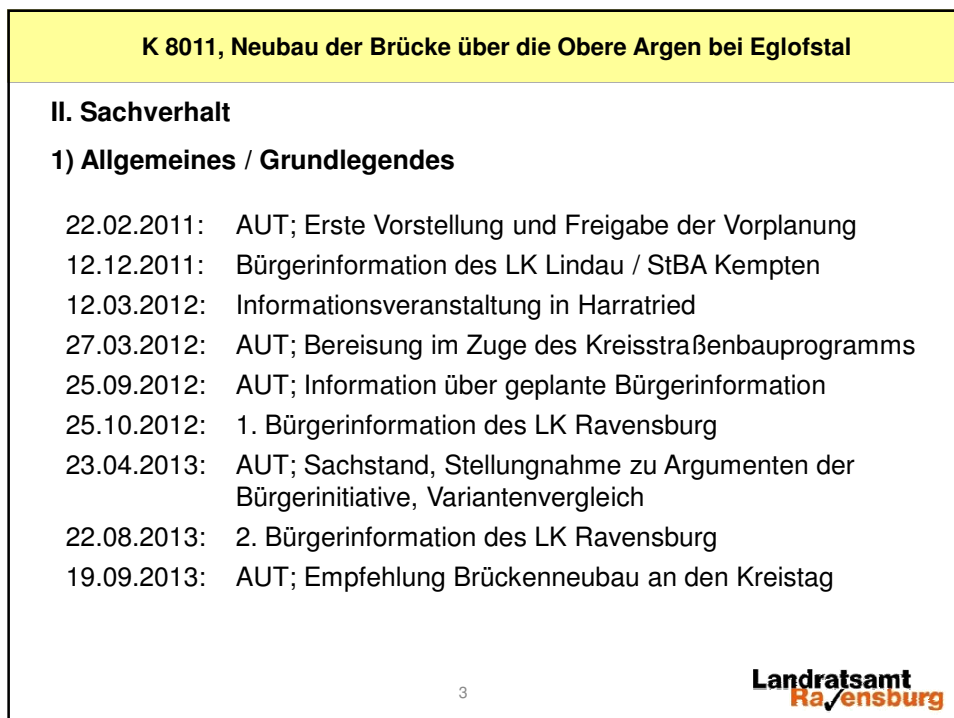 K 8011, Neubau der Brücke über die Obere Argen bei Eglofstal
II. Sachverhalt
1) Allgemeines / Grundlegendes
22.02.2011: AUT; Erste Vorstellung und Freigabe der Vorplanung
12.12.2011: Bürgerinformation des LK Lindau / StBA Kempten
12.03.2012: Informationsveranstaltung in Harratried
27.03.2012: AUT; Bereisung im Zuge des Kreisstraßenbauprogramms
25.09.2012: AUT; Information über geplante Bürgerinformation
25.10.2012: 1. Bürgerinformation des LK Ravensburg
23.04.2013: AUT; Sachstand, Stellungnahme zu Argumenten der
Bürgerinitiative, Variantenvergleich
22.08.2013: 2. Bürgerinformation des LK Ravensburg
19.09.2013: AUT; Empfehlung Brückenneubau an den Kreistag
3
Landratsamt
Ravensburg